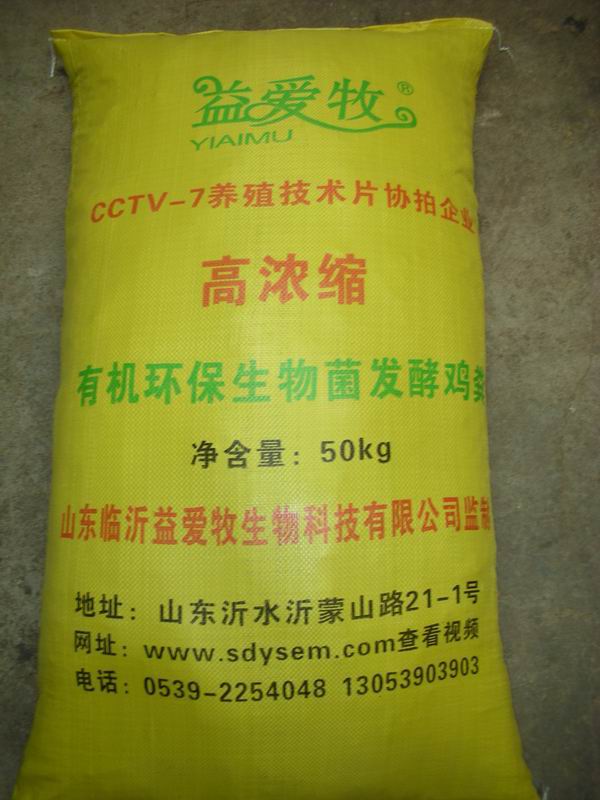 益爱牧®
YIAIMU
CCTV-7养殖技术片协拍企业
高浓缩
有机环保生物菌发酵鸡粪
净含量：50kg
山东临沂益爱牧生物科技有限公司监制
地址：山东沂水沂蒙山路21-1号
网址：www.sdysem.com查看视频
电话：0539-2254048 13053903903